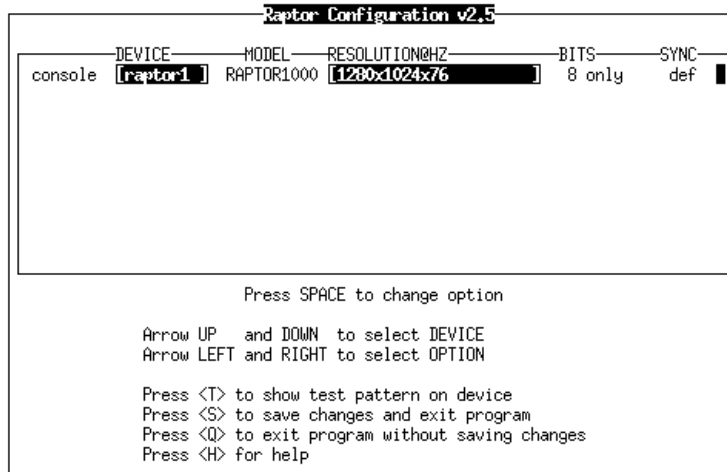 Raptor Configuration v2.5
DEVICE MODEL RESOLUTION@HZ BITS SYNC
console [raptor1 ] RAPTOR1000 [1280x1024x76 ] 8 only def
Press SPACE to change option
Arrow UP and DOWN to select DEVICE
Arrow LEFT and RIGHT to select OPTION
Press <T> to show test pattern on device
Press <S> to save changes and exit program
Press <Q> to exit program without saving changes
Press <H> for help